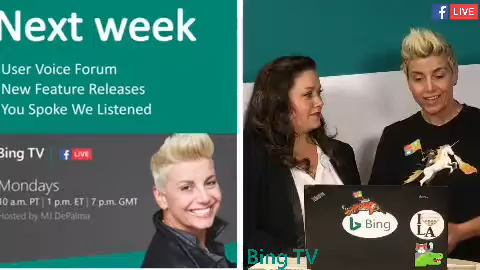 Next week
User Voice Forum
New Feature Releases
You Spoke We Listened
Bing TV f LIVE
Mondays
10 a.m. PT | 1 p.m. ET | 7 p.m. GMT
Hosted by MJ DePalma
f LIVE
Bing
LA
Bing TV